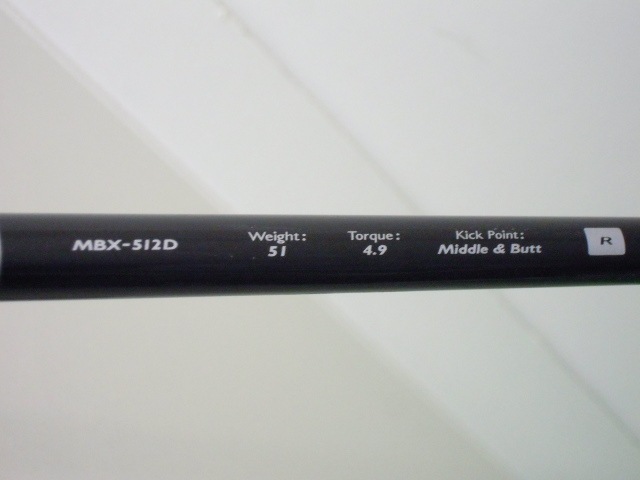 MBX-512D
Weight:
51
Torque:
4.9
Kick Point:
Middle & Butt
R